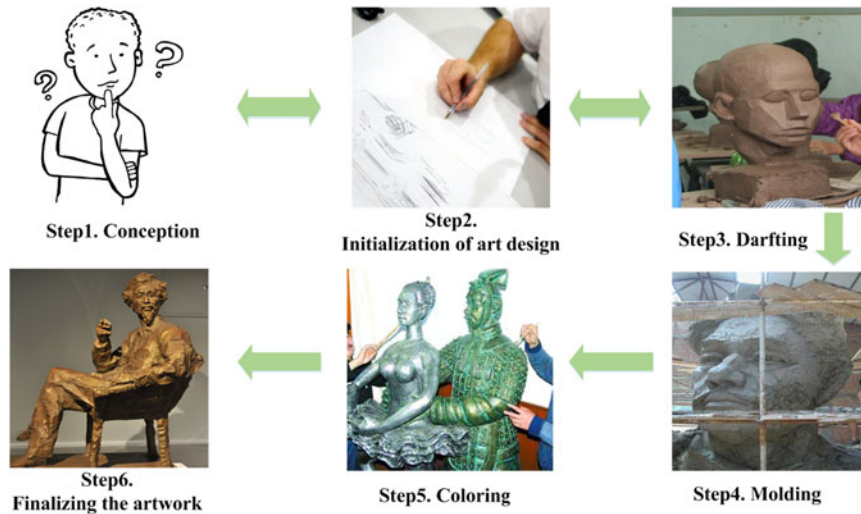 ?
?
Step1. Conception
Step2.
Initialization of art design
Step3. Darfting
Step6.
Finalizing the artwork
Step5. Coloring
Step4. Molding